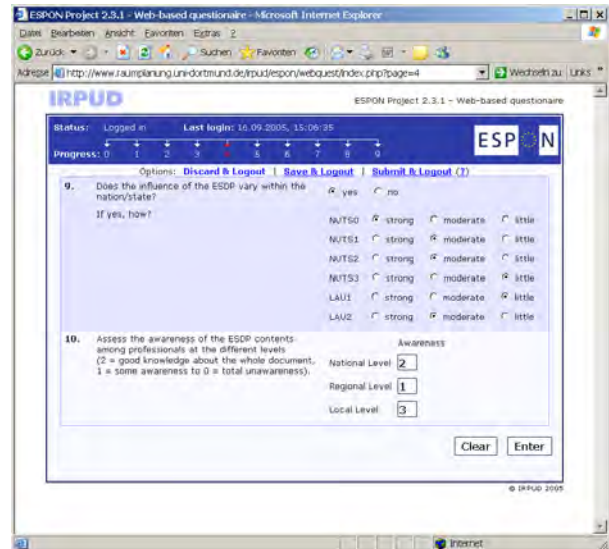 ESPON Project 2.3.1 - Web-based questionaire - Microsoft Internet Explorer
Datei Bearbeiten Ansicht Favoriten Extras ?
Zurück Suchen Favoriten
Adresse http://www.raumplanung.uni-dortmund.de/irpud/espon/webquest/index.php?page=4 Wechseln zu Links »
IRPUD ESPON Project 2.3.1 - Web-based questionaire
Status: Logged in Last login: 16.09.2005, 15:06:35
ESPON
Progress: 0 1 2 3 4 5 6 7 8 9
Options: Discard & Logout | Save & Logout | Submit & Logout (?)
9. Does the influence of the ESDP vary within the nation/state? yes no
If yes, how?
NUTS0 strong moderate little
NUTS1 strong moderate little
NUTS2 strong moderate little
NUTS3 strong moderate little
LAU1 strong moderate little
LAU2 strong moderate little
10. Assess the awareness of the ESDP contents
among professionals at the different levels
(2 = good knowledge about the whole document,
1 = some awareness to 0 = total unawareness).
Awareness
National Level 2
Regional Level 1
Local Level 3
Clear Enter
© IRPUD 2005
Internet